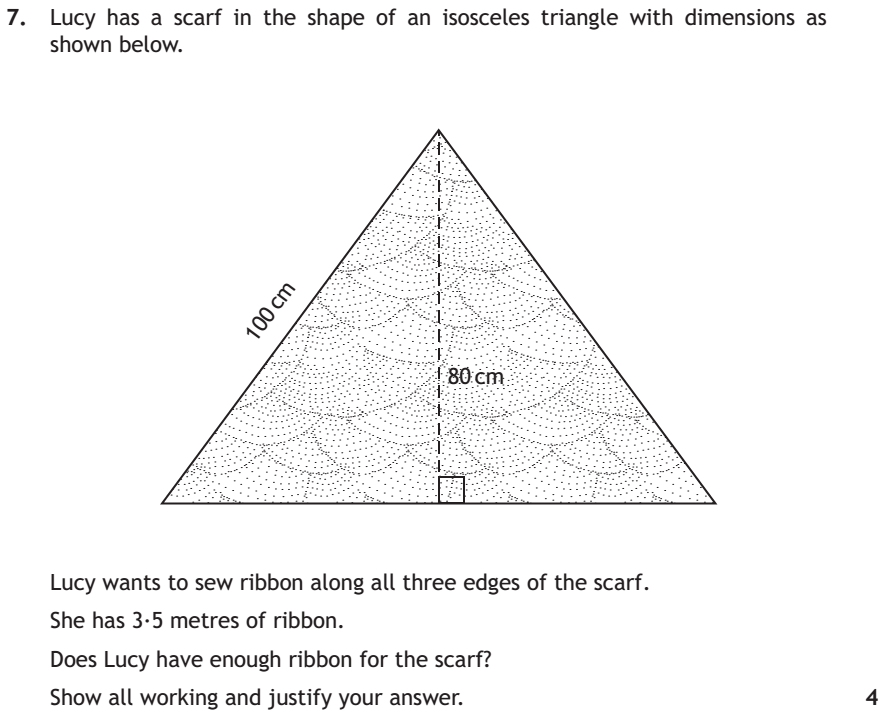 7. Lucy has a scarf in the shape of an isosceles triangle with dimensions as
shown below.
100 cm
80 cm
Lucy wants to sew ribbon along all three edges of the scarf.
She has 3·5 metres of ribbon.
Does Lucy have enough ribbon for the scarf?
Show all working and justify your answer. 4